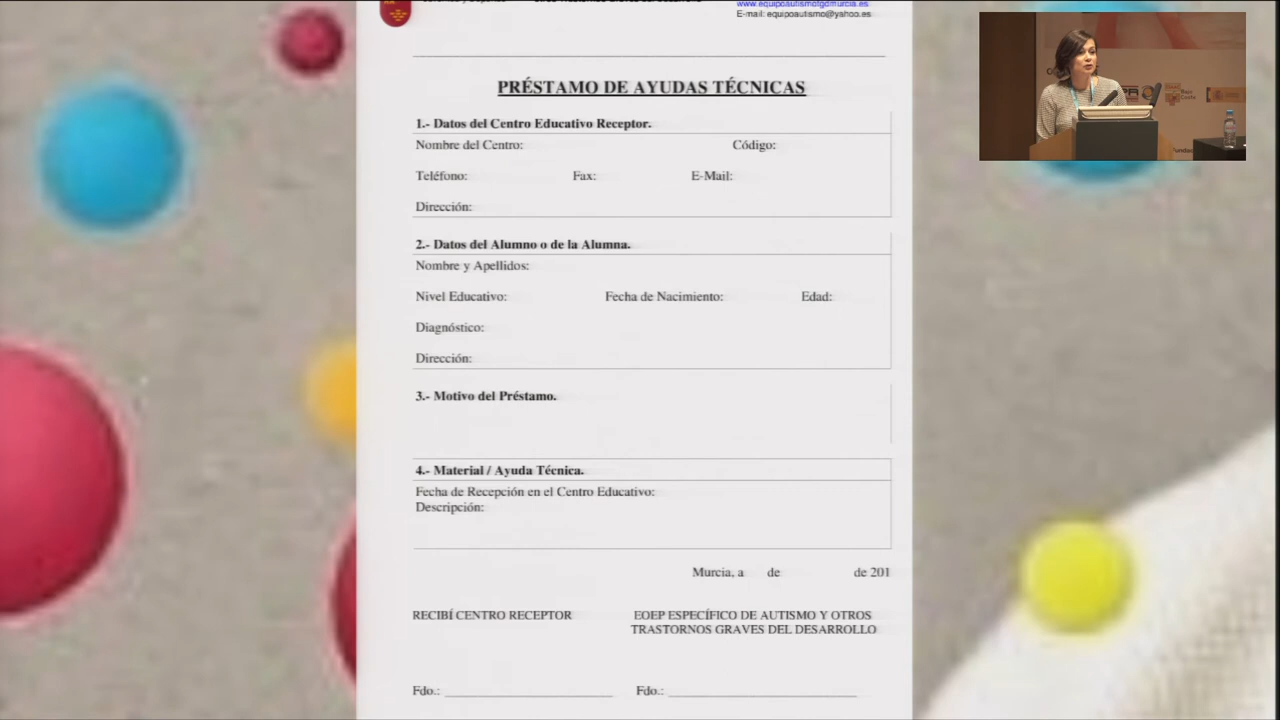 www.equipoautismotgdmurcia.es
E-mail: equipoautismo@yahoo.es
PRÉSTAMO DE AYUDAS TÉCNICAS
1.- Datos del Centro Educativo Receptor.
Nombre del Centro: Código:
Teléfono: Fax: E-Mail:
Dirección:
2.- Datos del Alumno o de la Alumna.
Nombre y Apellidos:
Nivel Educativo: Fecha de Nacimiento: Edad:
Diagnóstico:
Dirección:
3.- Motivo del Préstamo.
4.- Material / Ayuda Técnica.
Fecha de Recepción en el Centro Educativo:
Descripción:
Murcia, a de de 201
RECIBÍ CENTRO RECEPTOR EOEP ESPECÍFICO DE AUTISMO Y OTROS
TRASTORNOS GRAVES DEL DESARROLLO
Fdo.: Fdo.: